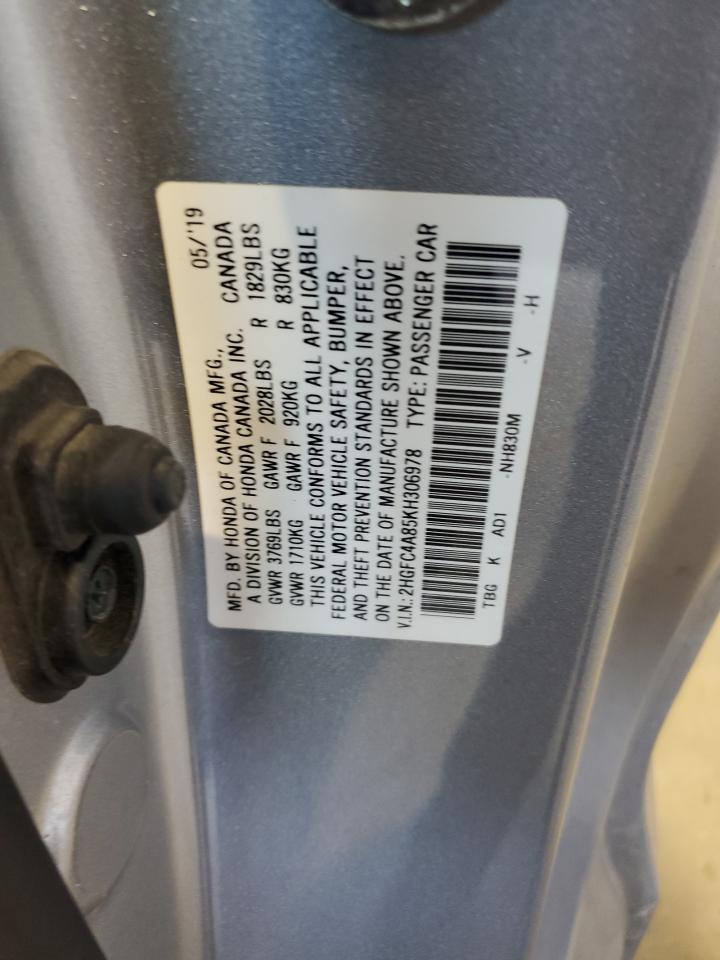 MFD. BY HONDA OF CANADA MFG., 05/'19
A DIVISION OF HONDA CANADA INC. CANADA
GVWR 3769LBS GAWR F 2028LBS R 1829LBS
GVWR 1710KG GAWR F 920KG R 830KG
THIS VEHICLE CONFORMS TO ALL APPLICABLE
FEDERAL MOTOR VEHICLE SAFETY, BUMPER,
AND THEFT PREVENTION STANDARDS IN EFFECT
ON THE DATE OF MANUFACTURE SHOWN ABOVE.
V.I.N.: 2HGFC4A85KH306978 TYPE: PASSENGER CAR
TBG K AD1 -NH830M -V -H